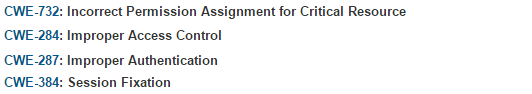 CWE-732: Incorrect Permission Assignment for Critical Resource
CWE-284: Improper Access Control
CWE-287: Improper Authentication
CWE-384: Session Fixation